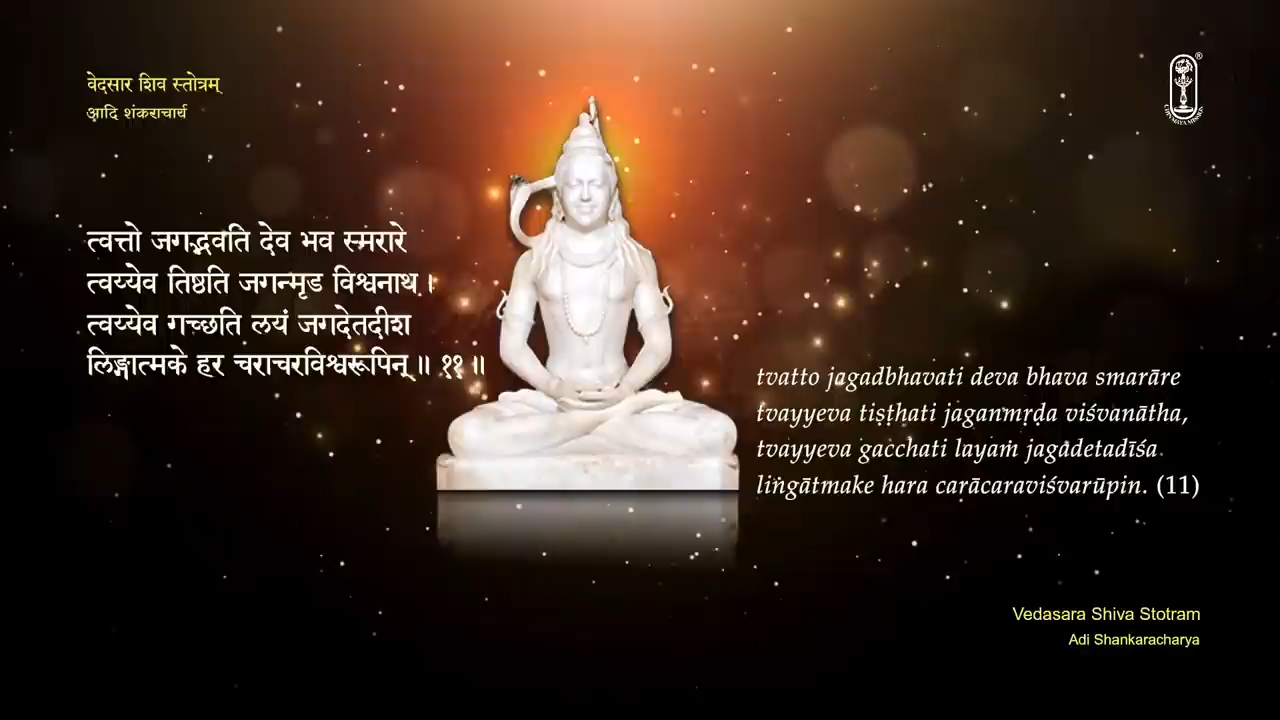 वेदसार शिव स्तोत्रम्
आदि शंकराचार्य
त्वत्तो जगद्भवति देव भव स्मरारे
त्वय्येव तिष्ठति जगन्मृड विश्वनाथ ।
त्वय्येव गच्छति लयं जगदेतदीश
लिङ्गात्मके हर चराचरविश्वरूपिन् ॥ ११ ॥
tvatto jagadbhavati deva bhava smarāre
tvayyeva tiṣṭhati jaganmṛḍa viśvanātha,
tvayyeva gacchati layaṁ jagadetadīśa
liṅgātmake hara carācaraviśvarūpin. (11)
Vedasara Shiva Stotram
Adi Shankaracharya
CHINMAYA MISSION
®